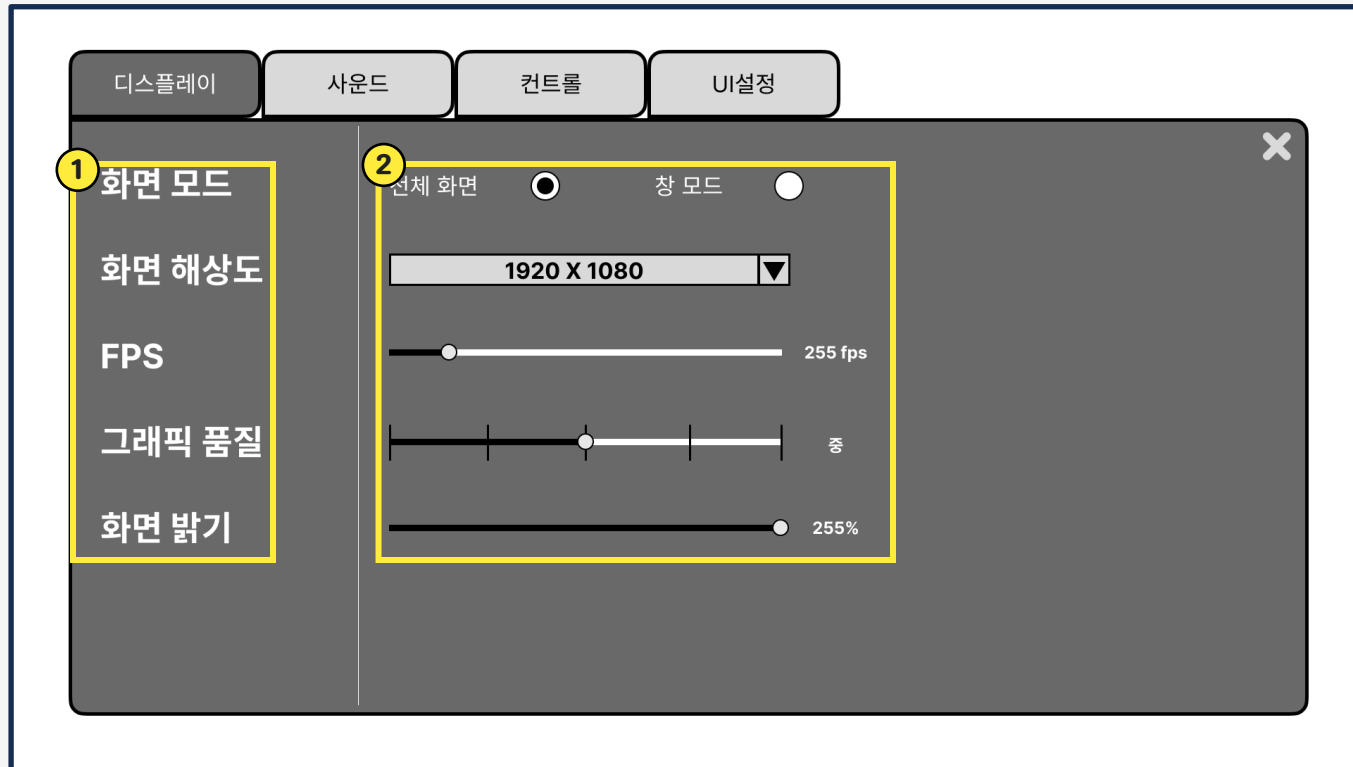 디스플레이 사운드 컨트롤 UI설정
1 2
화면 모드 전체 화면 창 모드
화면 해상도 1920 X 1080
FPS 255 fps
그래픽 품질 중
화면 밝기 255%